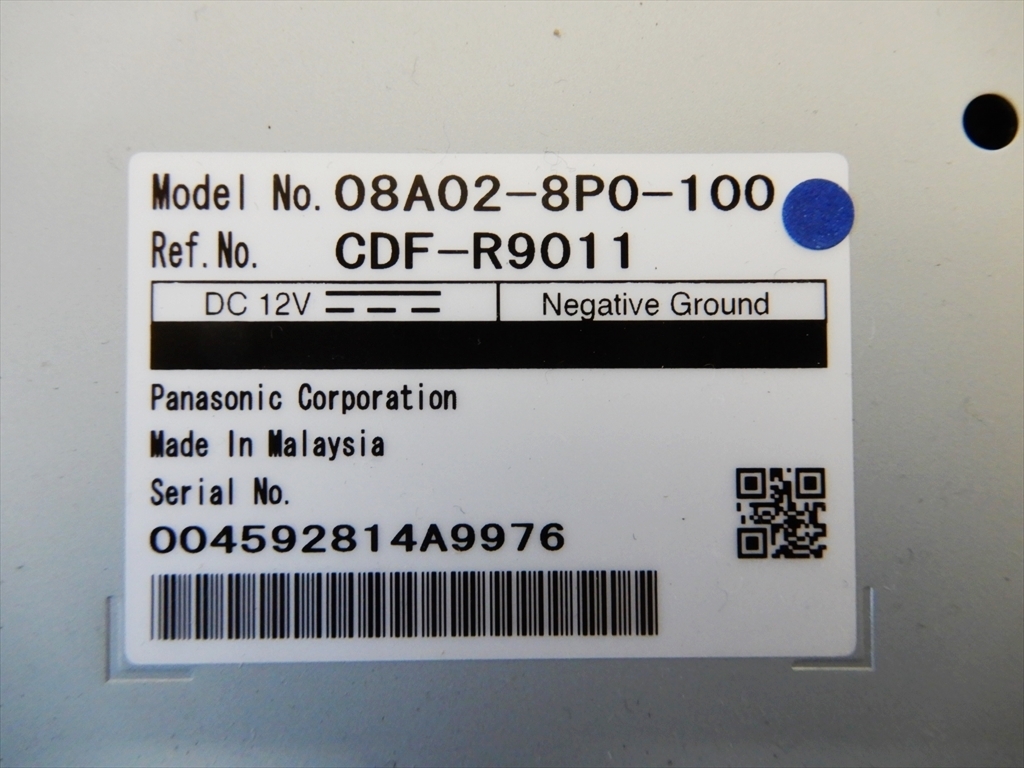 Model No. 08A02-8P0-100
Ref.No. CDF-R9011
DC 12V Negative Ground
Panasonic Corporation
Made In Malaysia
Serial No.
004592814A9976